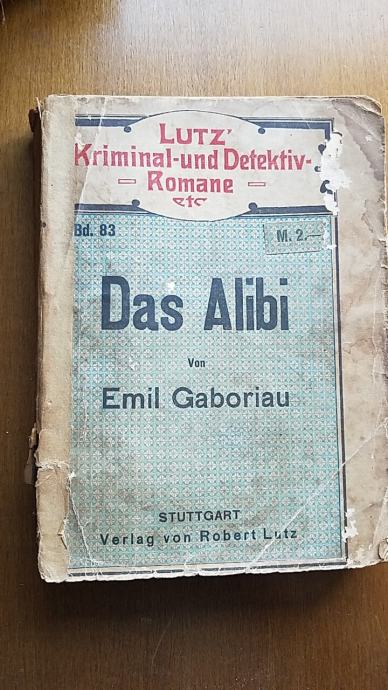 LUTZ'
Kriminal-und Detektiv-
Romane
etc
Bd. 83
M. 2.—
Das Alibi
Von
Emil Gaboriau
STUTTGART
Verlag von Robert Lutz